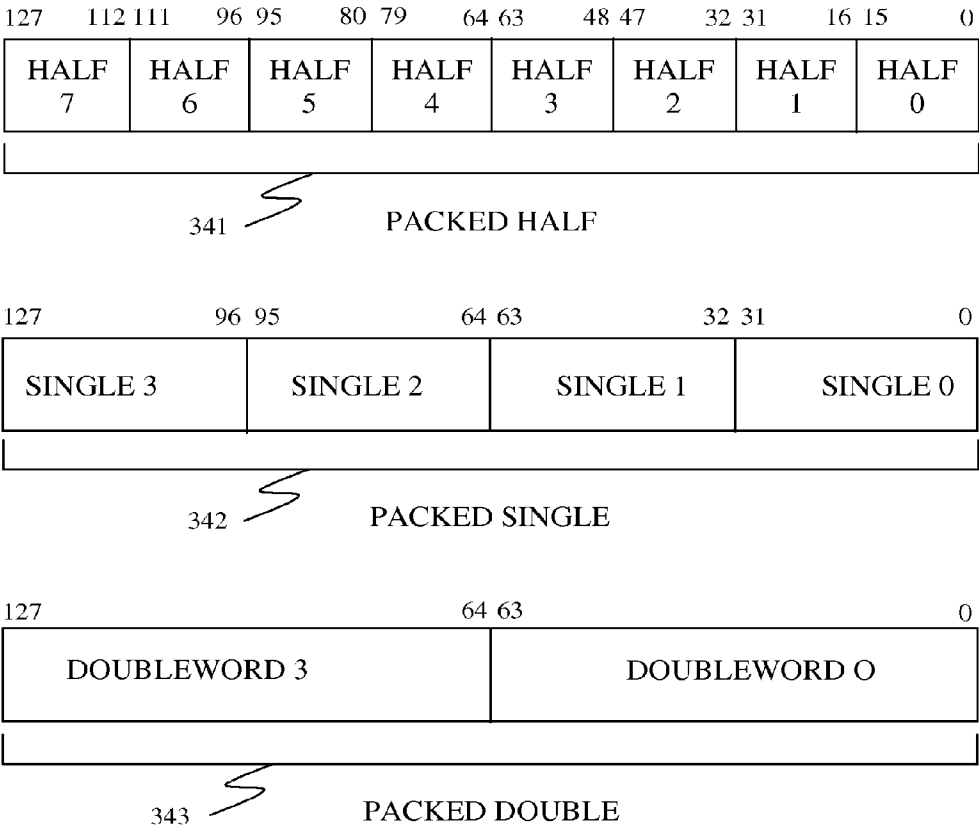 127 112 111 96 95 80 79 64 63 48 47 32 31 16 15 0
HALF HALF HALF HALF HALF HALF HALF HALF
7 6 5 4 3 2 1 0
341 PACKED HALF
127 96 95 64 63 32 31 0
SINGLE 3 SINGLE 2 SINGLE 1 SINGLE 0
342 PACKED SINGLE
127 64 63 0
DOUBLEWORD 3 DOUBLEWORD O
343 PACKED DOUBLE